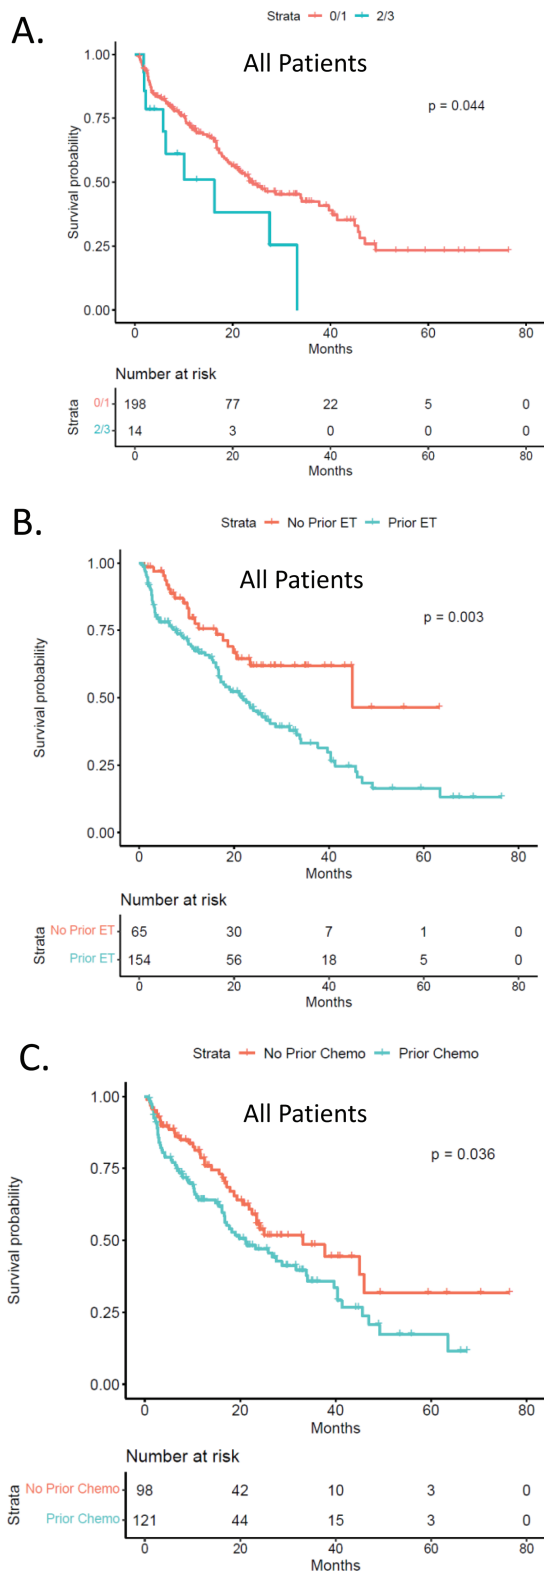 A.
Strata 0/1 2/3
All Patients
p = 0.044
Survival probability
1.00
0.75
0.50
0.25
0.00
0 20 40 60 80
Months
Number at risk
Strata
0/1 198 77 22 5 0
2/3 14 3 0 0 0
0 20 40 60 80
Months
B.
Strata No Prior ET Prior ET
All Patients
p = 0.003
Survival probability
1.00
0.75
0.50
0.25
0.00
0 20 40 60 80
Months
Number at risk
Strata
No Prior ET 65 30 7 1 0
Prior ET 154 56 18 5 0
0 20 40 60 80
Months
C.
Strata No Prior Chemo Prior Chemo
All Patients
p = 0.036
Survival probability
1.00
0.75
0.50
0.25
0.00
0 20 40 60 80
Months
Number at risk
Strata
No Prior Chemo 98 42 10 3 0
Prior Chemo 121 44 15 3 0
0 20 40 60 80
Months